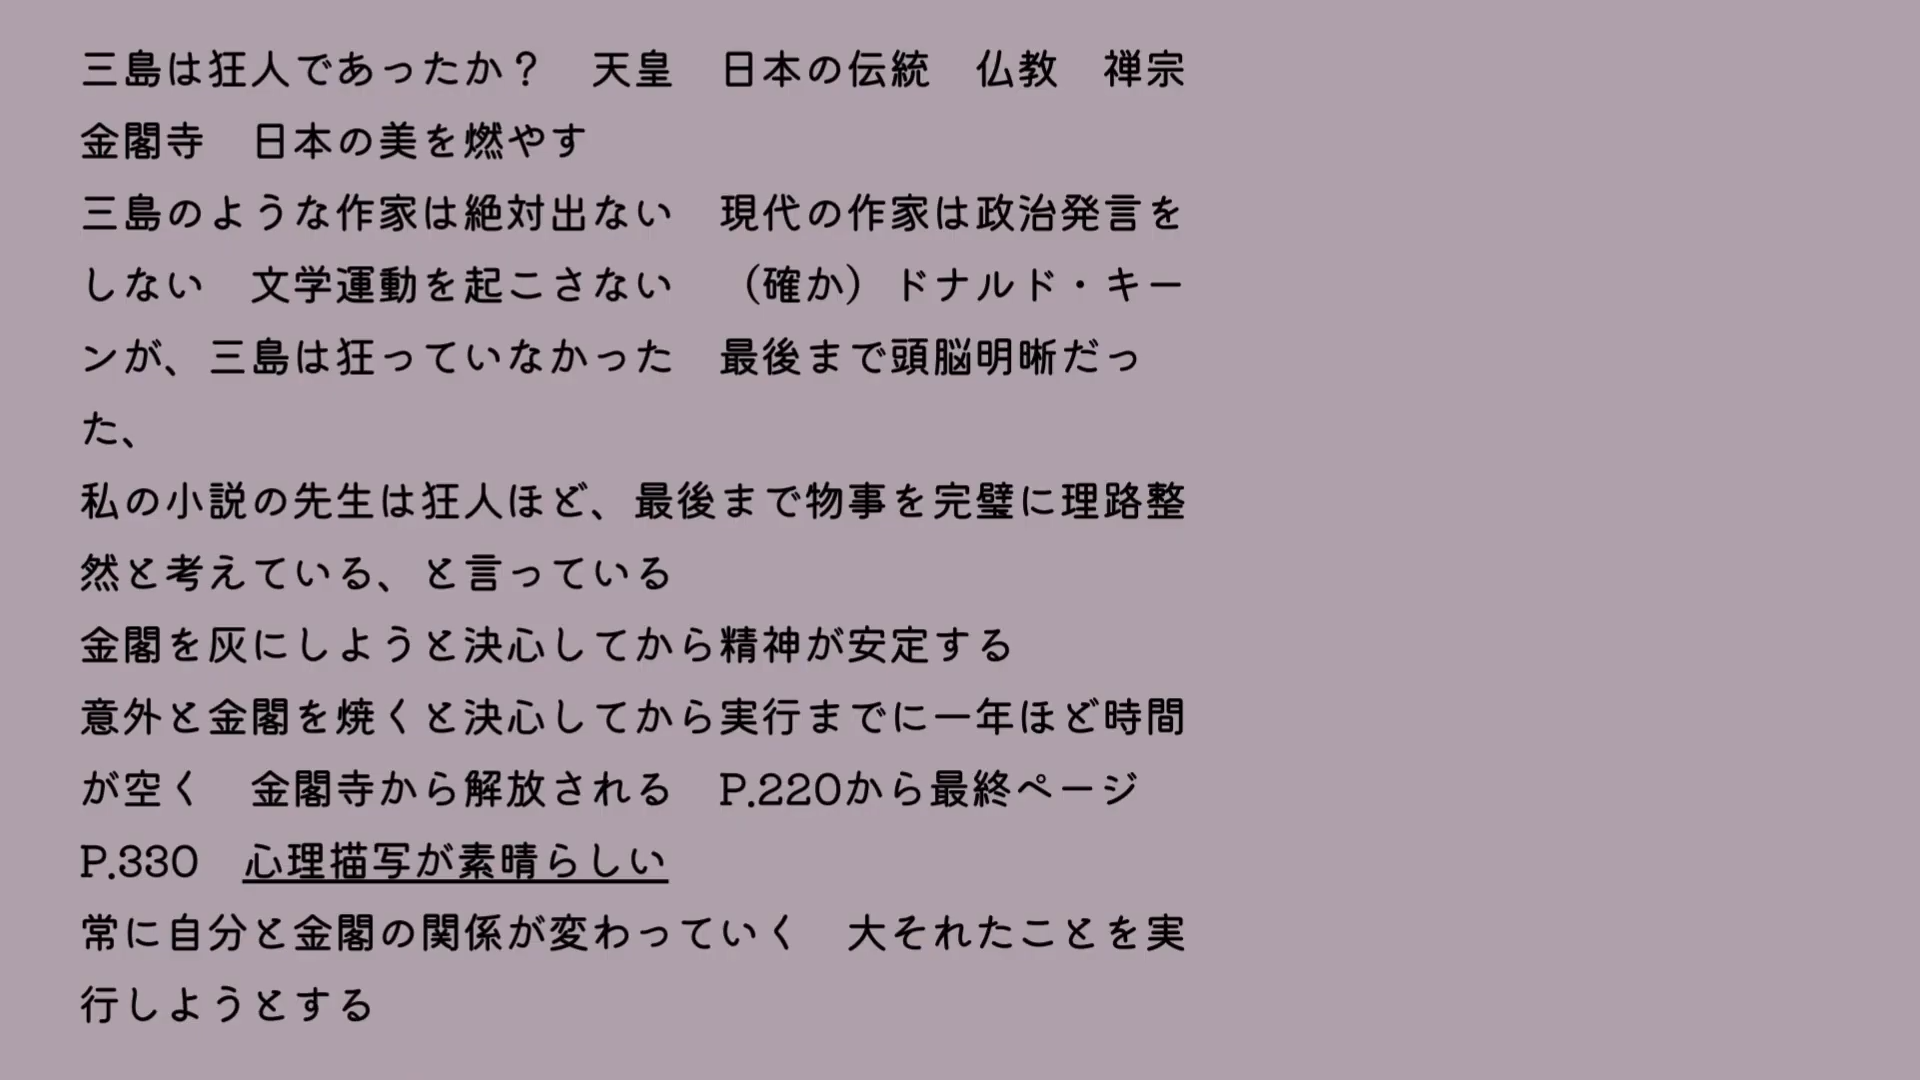 三島は狂人であったか？　天皇　日本の伝統　仏教　禅宗
金閣寺　日本の美を燃やす
三島のような作家は絶対出ない　現代の作家は政治発言を
しない　文学運動を起こさない　（確か）ドナルド・キー
ンが、三島は狂っていなかった　最後まで頭脳明晰だっ
た、
私の小説の先生は狂人ほど、最後まで物事を完璧に理路整
然と考えている、と言っている
金閣を灰にしようと決心してから精神が安定する
意外と金閣を焼くと決心してから実行までに一年ほど時間
が空く　金閣寺から解放される　P.220から最終ページ
P.330　心理描写が素晴らしい
常に自分と金閣の関係が変わっていく　大それたことを実
行しようとする